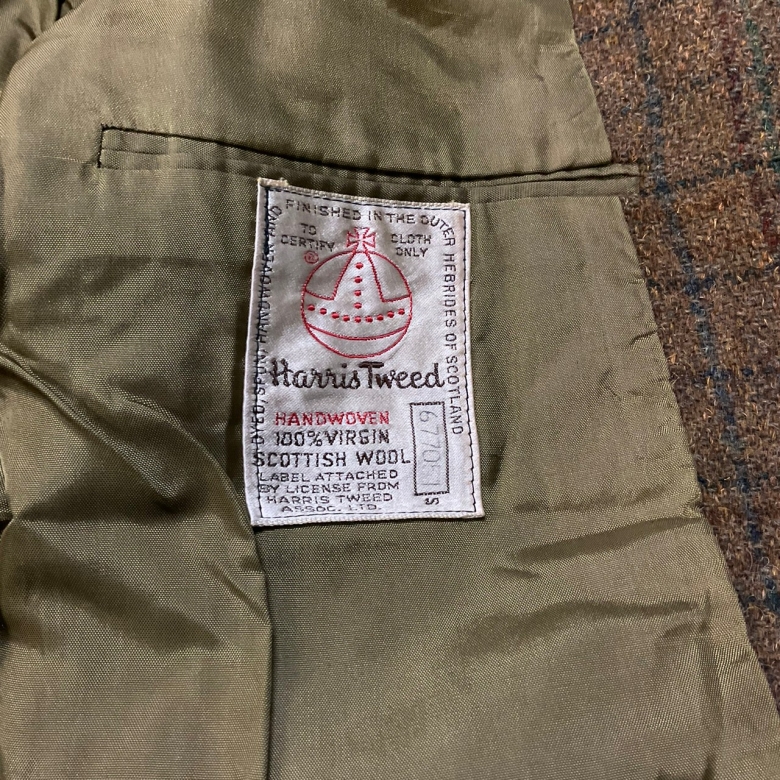 DYED, SPUN, HANDWOVEN AND FINISHED IN THE OUTER HEBRIDES OF SCOTLAND
TO CERTIFY
CLOTH ONLY
®
Harris Tweed
HANDWOVEN
100% VIRGIN
SCOTTISH WOOL
LABEL ATTACHED
BY LICENSE FROM
HARRIS TWEED
ASSOC. LTD.
S